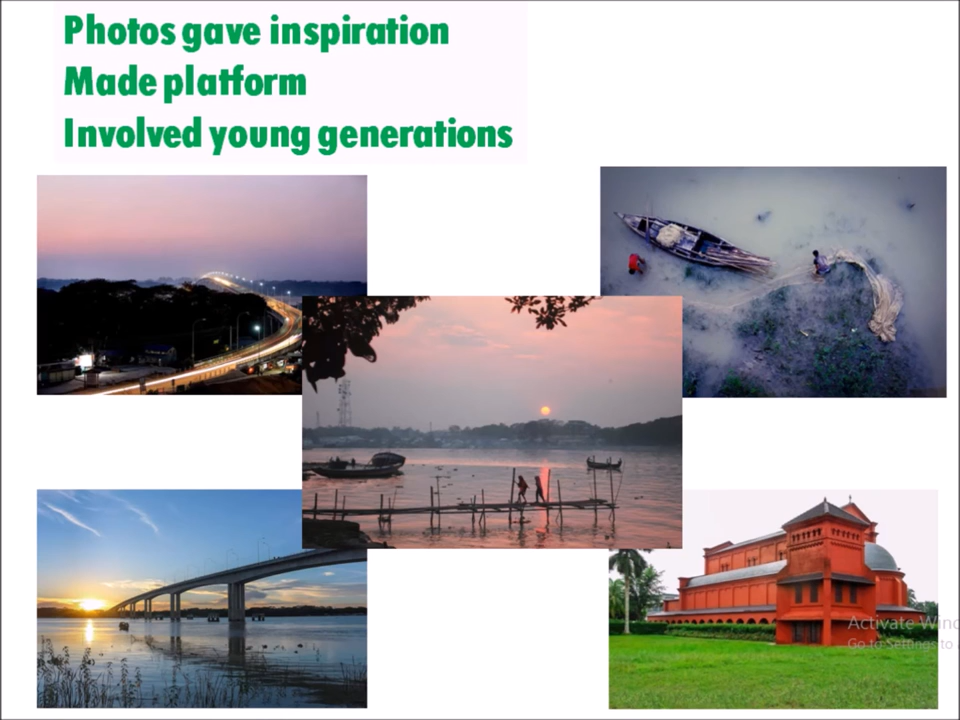 Photos gave inspiration
Made platform
Involved young generations
Activate Wind
Go to Settings to